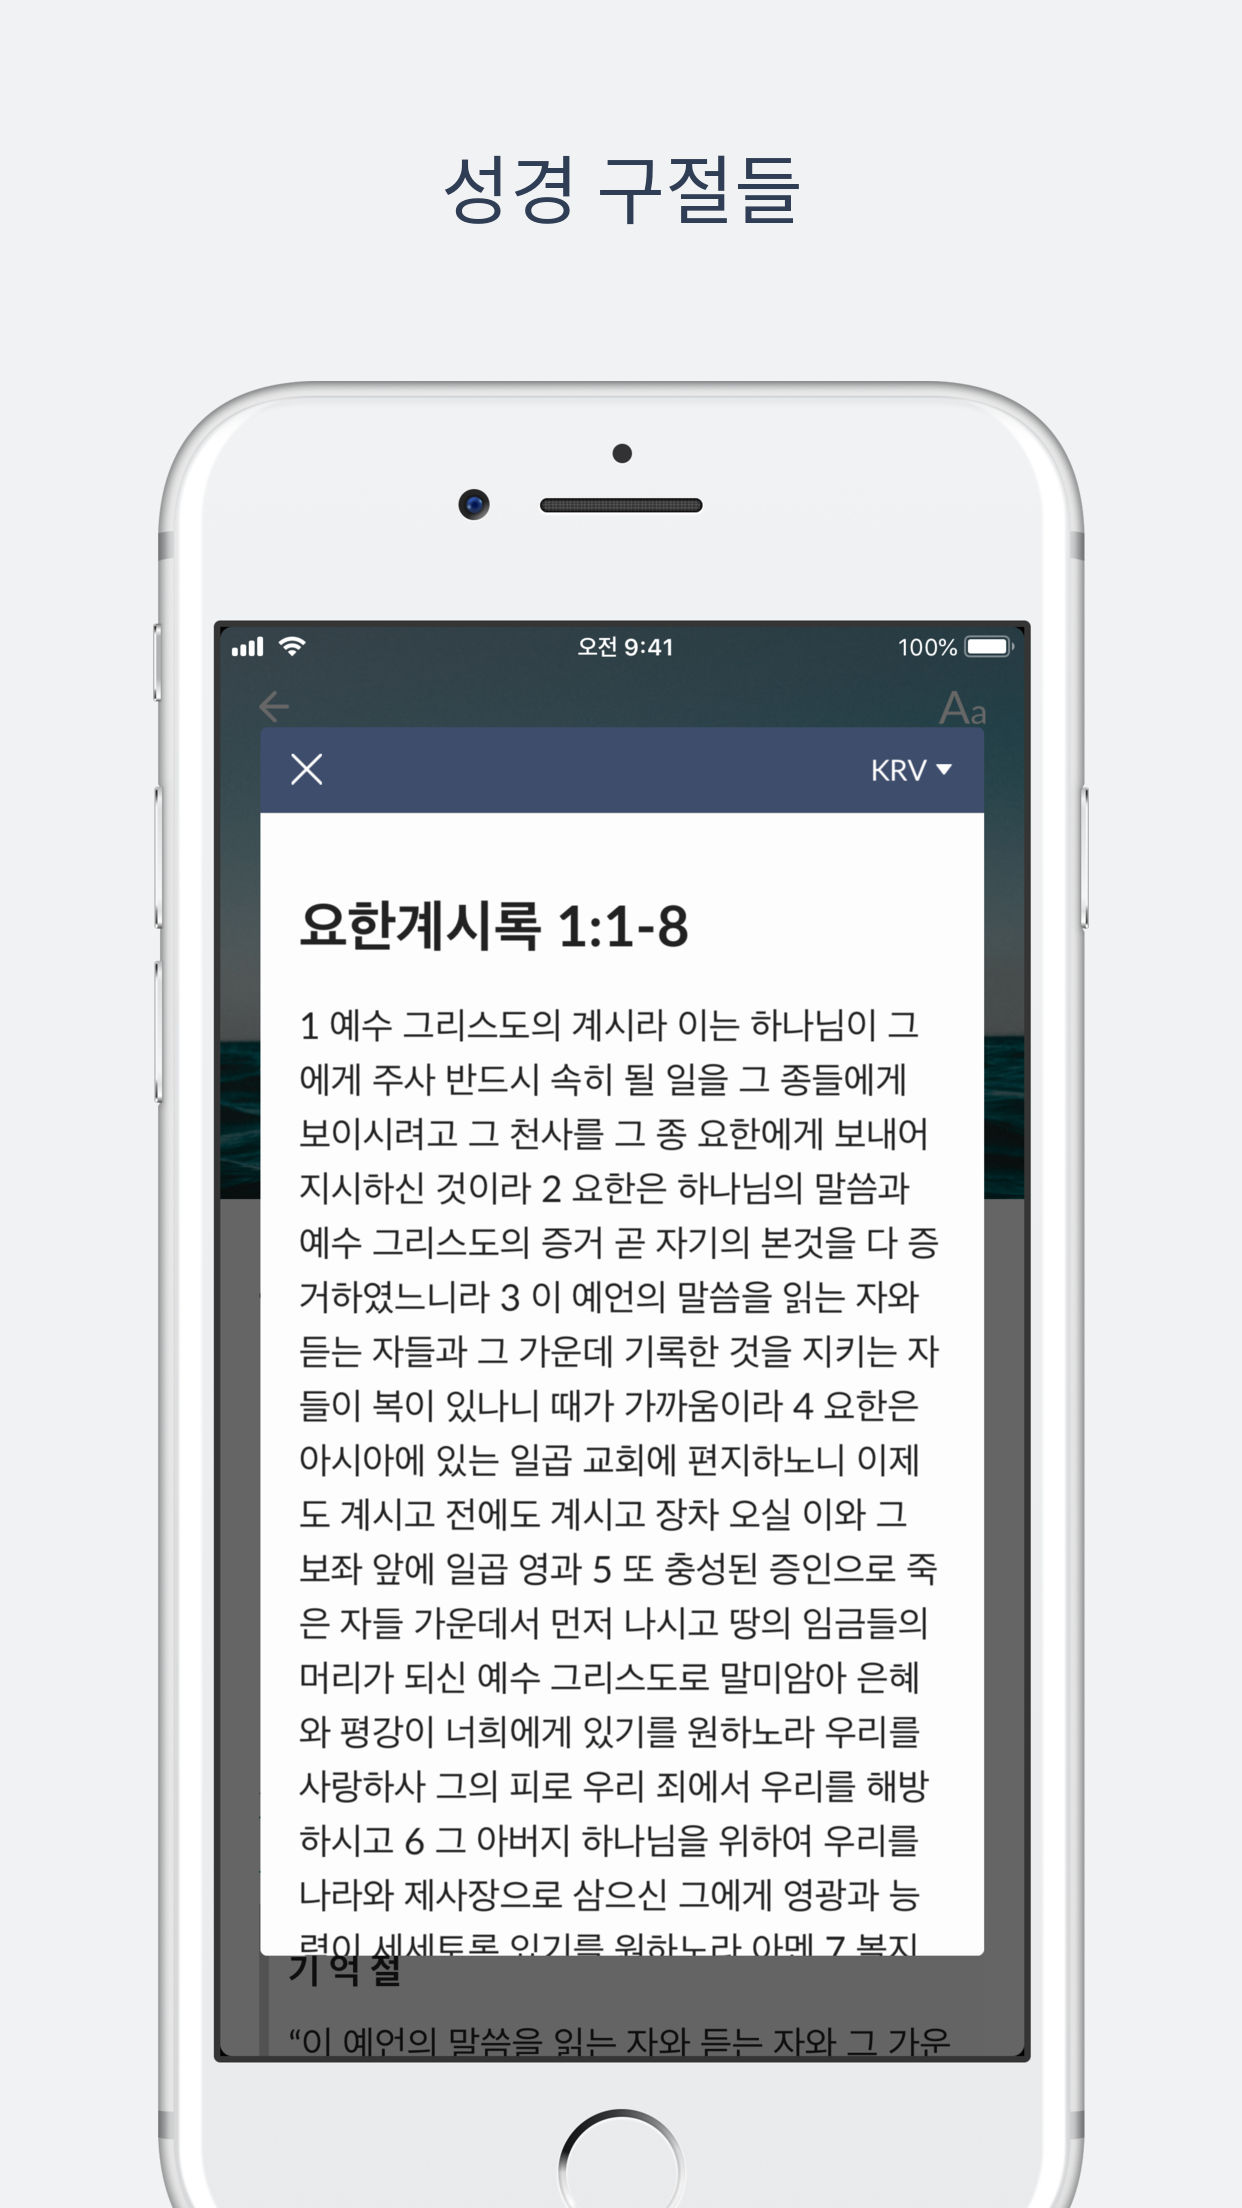 성경 구절들
오전 9:41
100%
Aa
KRV
요한계시록 1:1-8
1 예수 그리스도의 계시라 이는 하나님이 그
에게 주사 반드시 속히 될 일을 그 종들에게
보이시려고 그 천사를 그 종 요한에게 보내어
지시하신 것이라 2 요한은 하나님의 말씀과
예수 그리스도의 증거 곧 자기의 본것을 다 증
거하였느니라 3 이 예언의 말씀을 읽는 자와
듣는 자들과 그 가운데 기록한 것을 지키는 자
들이 복이 있나니 때가 가까움이라 4 요한은
아시아에 있는 일곱 교회에 편지하노니 이제
도 계시고 전에도 계시고 장차 오실 이와 그
보좌 앞에 일곱 영과 5 또 충성된 증인으로 죽
은 자들 가운데서 먼저 나시고 땅의 임금들의
머리가 되신 예수 그리스도로 말미암아 은혜
와 평강이 너희에게 있기를 원하노라 우리를
사랑하사 그의 피로 우리 죄에서 우리를 해방
하시고 6 그 아버지 하나님을 위하여 우리를
나라와 제사장으로 삼으신 그에게 영광과 능
력이 세세토록 있기를 원하노라 아멘 7 볼지
기억절
“이 예언의 말씀을 읽는 자와 듣는 자와 그 가운